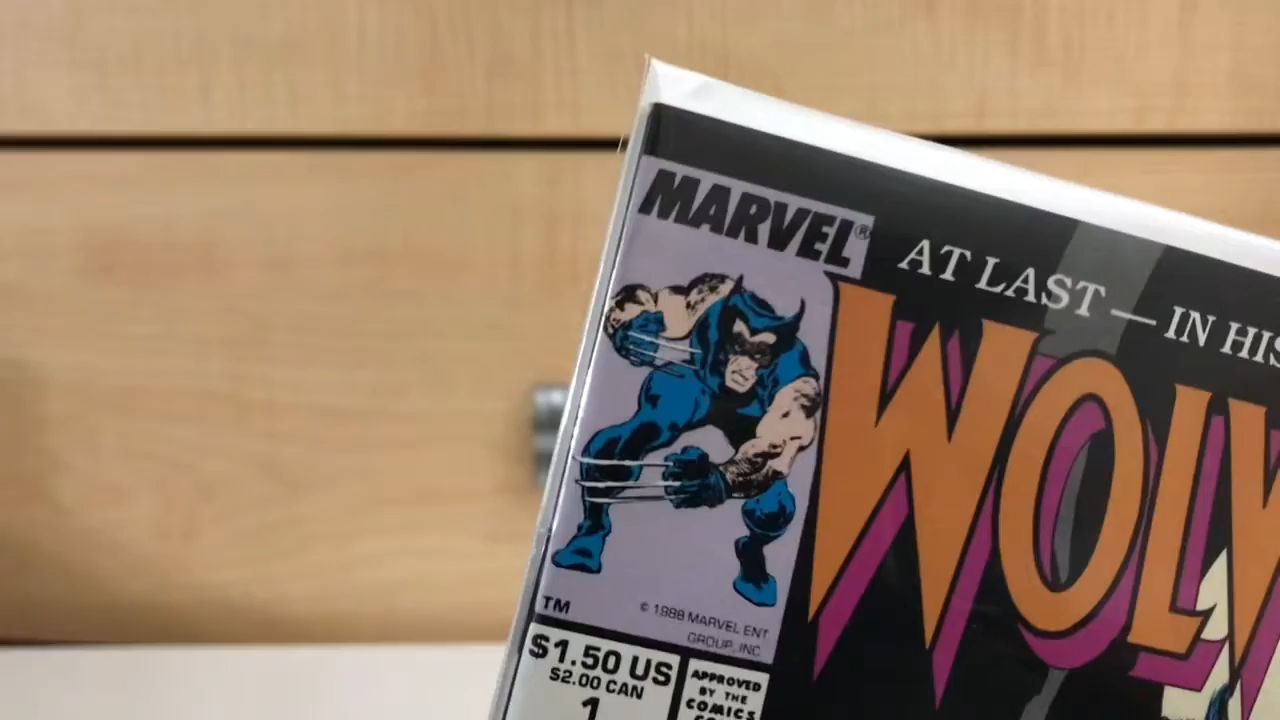 MARVEL®
AT LAST — IN HIS
WOLV
TM
© 1988 MARVEL ENT
GROUP, INC
$1.50 US
$2.00 CAN
1
APPROVED
BY THE
COMICS